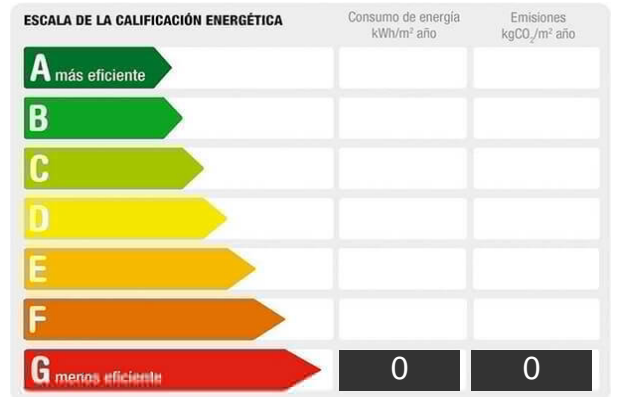 ESCALA DE LA CALIFICACIÓN ENERGÉTICA
Consumo de energía
kWh/m² año
Emisiones
kgCO₂/m² año
A más eficiente
B
C
D
E
F
G menos eficiente
0
0